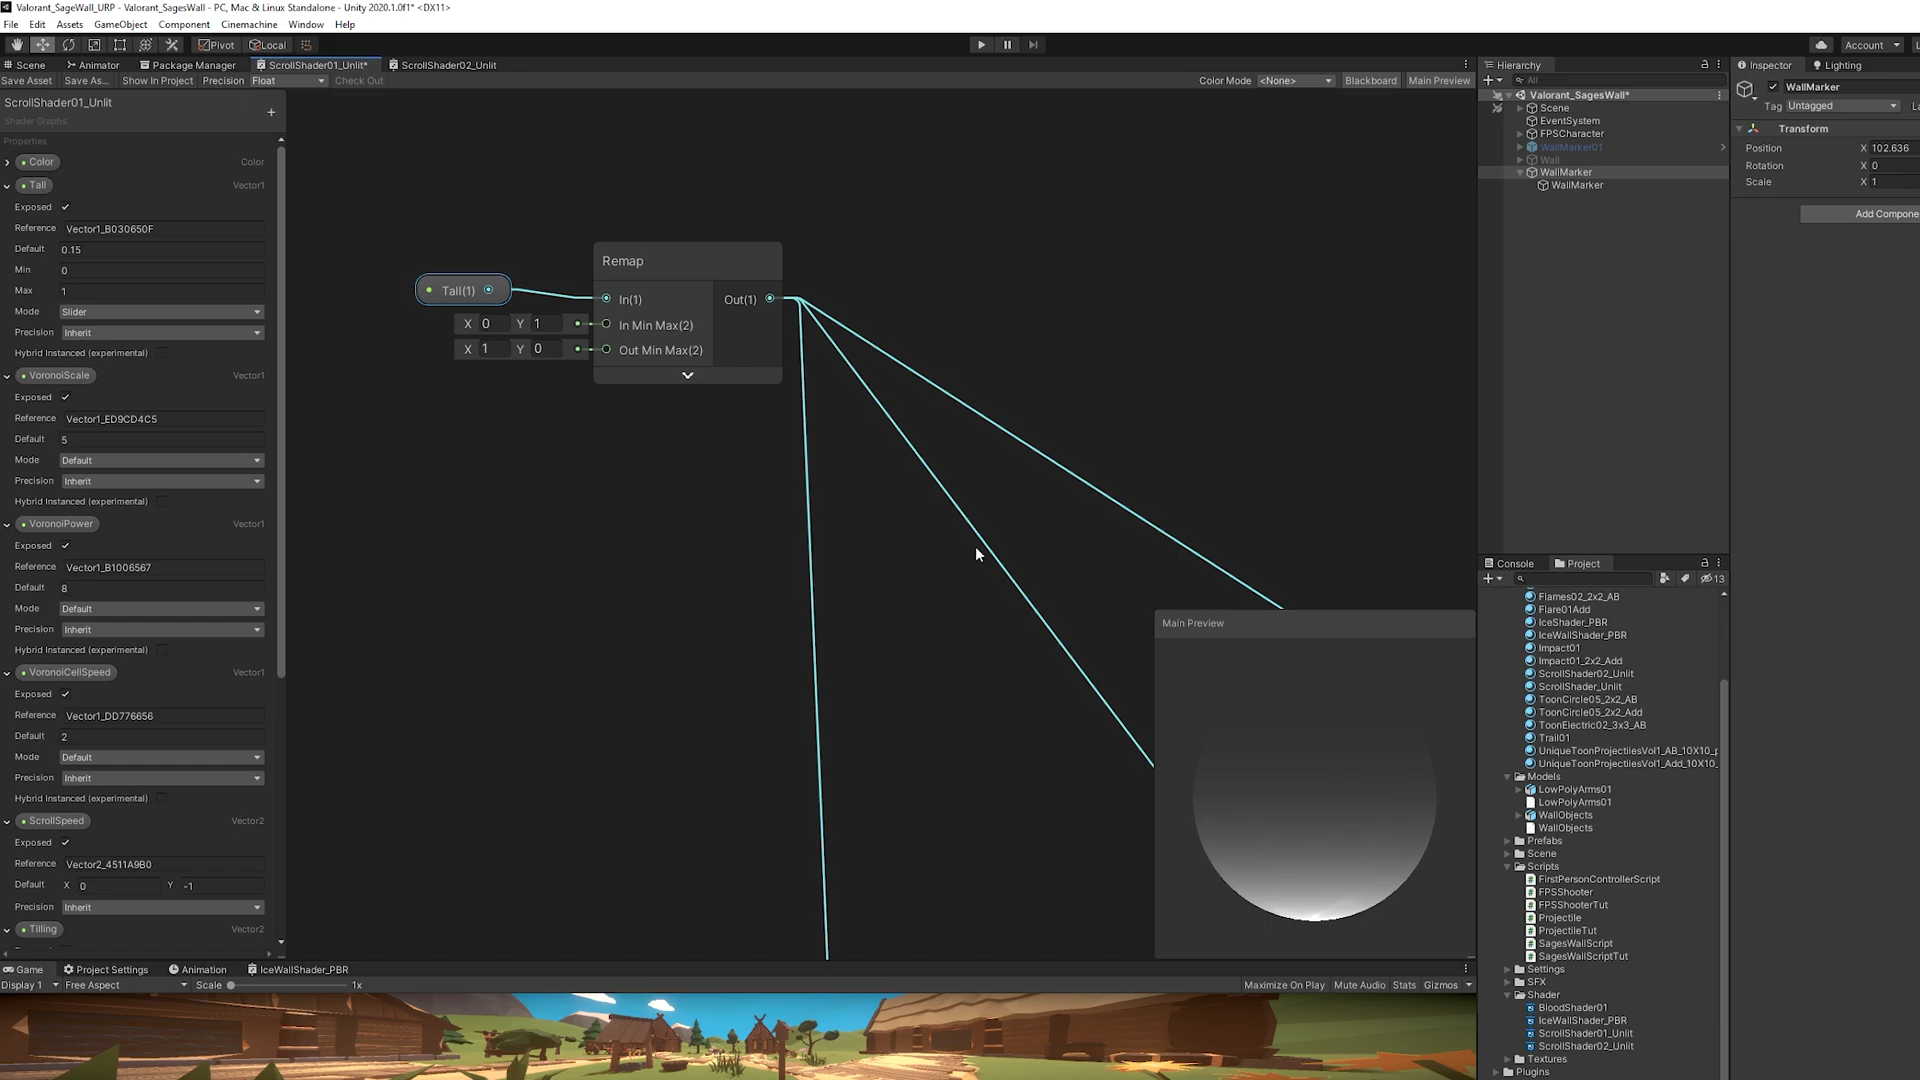 Valorant_SageWall_URP - Valorant_SagesWall - PC, Mac & Linux Standalone - Unity 2020.1.0f1* <DX11>
File Edit Assets GameObject Component Cinemachine Window Help
Pivot Local Account
Scene Animator Package Manager ScrollShader01_Unlit* ScrollShader02_Unlit
Save Asset Save As... Show In Project Precision Float Check Out Color Mode <None> Blackboard Main Preview
ScrollShader01_Unlit
Shader Graphs
Properties
Color Color
Tall Vector1
Exposed
Reference Vector1_B030650F
Default 0.15
Min 0
Max 1
Mode Slider
Precision Inherit
Hybrid Instanced (experimental)
VoronoiScale Vector1
Exposed
Reference Vector1_ED9CD4C5
Default 5
Mode Default
Precision Inherit
Hybrid Instanced (experimental)
VoronoiPower Vector1
Exposed
Reference Vector1_B1006567
Default 8
Mode Default
Precision Inherit
Hybrid Instanced (experimental)
VoronoiCellSpeed Vector1
Exposed
Reference Vector1_DD776656
Default 2
Mode Default
Precision Inherit
Hybrid Instanced (experimental)
ScrollSpeed Vector2
Exposed
Reference Vector2_4511A9B0
Default X 0 Y -1
Precision Inherit
Tilling Vector2
Remap
Tall(1) In(1) Out(1)
X 0 Y 1 In Min Max(2)
X 1 Y 0 Out Min Max(2)
Main Preview
Hierarchy
All
Valorant_SagesWall*
Scene
EventSystem
FPSCharacter
WallMarker01
Wall
WallMarker
WallMarker
Inspector Lighting
WallMarker
Tag Untagged
Transform
Position X 102.636
Rotation X 0
Scale X 1
Add Compone
Console Project
13
Flames02_2x2_AB
Flare01Add
IceShader_PBR
IceWallShader_PBR
Impact01
Impact01_2x2_Add
ScrollShader02_Unlit
ScrollShader_Unlit
ToonCircle05_2x2_AB
ToonCircle05_2x2_Add
ToonElectric02_3x3_AB
Trail01
UniqueToonProjectilesVol1_AB_10X10_
UniqueToonProjectilesVol1_Add_10X10_
Models
LowPolyArms01
LowPolyArms01
WallObjects
WallObjects
Prefabs
Scene
Scripts
FirstPersonControllerScript
FPSShooter
FPSShooterTut
Projectile
ProjectileTut
SagesWallScript
SagesWallScriptTut
Settings
SFX
Shader
BloodShader01
IceWallShader_PBR
ScrollShader01_Unlit
ScrollShader02_Unlit
Textures
Plugins
Game Project Settings Animation IceWallShader_PBR
Display 1 Free Aspect Scale 1x Maximize On Play Mute Audio Stats Gizmos